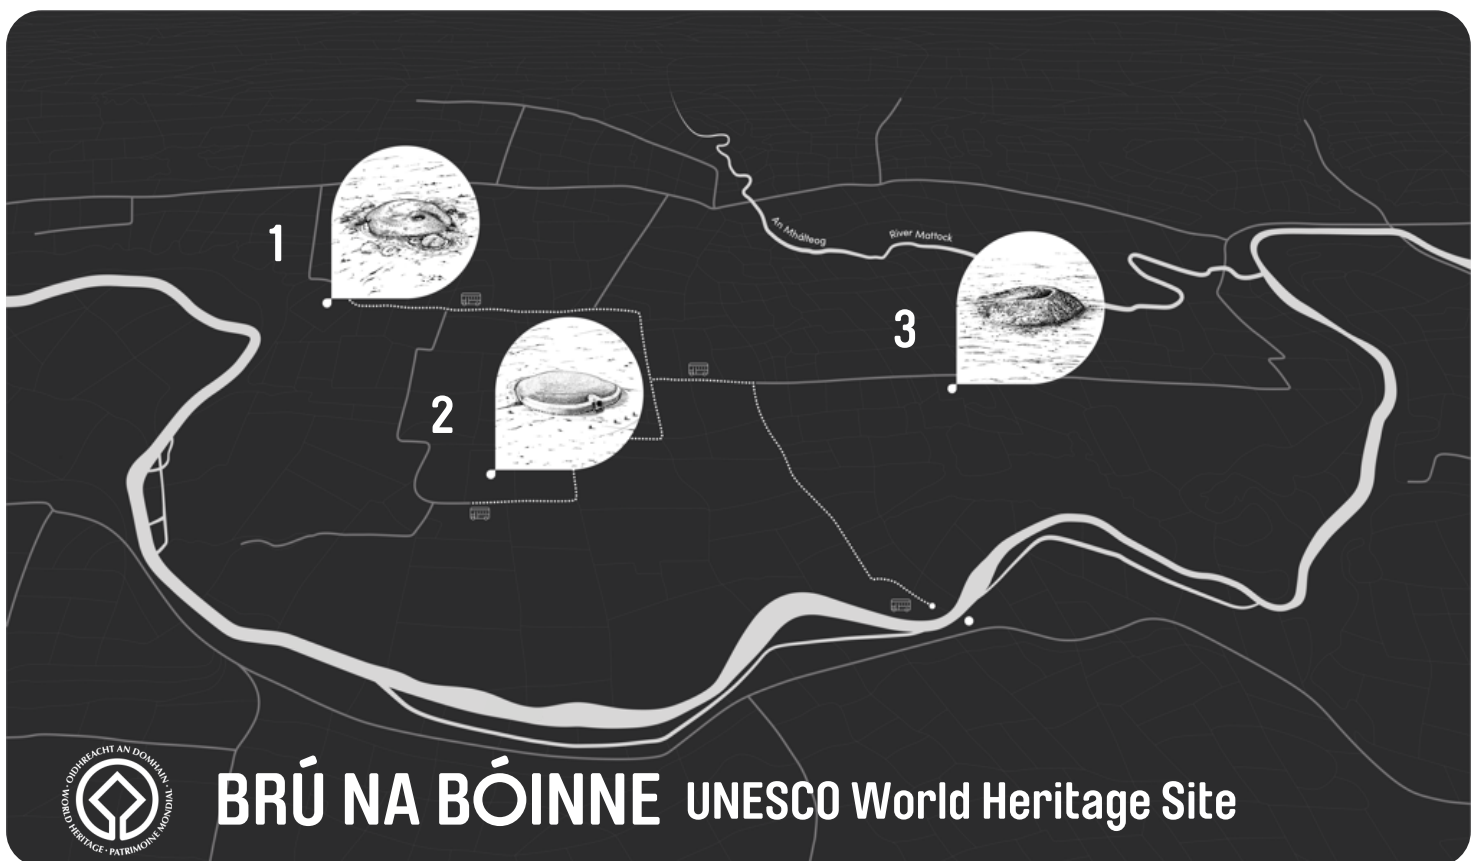 1
An Mháiteog
River Mattock
3
2
· OIDHREACHT AN DOMHAIN · WORLD HERITAGE · PATRIMOINE MONDIAL
BRÚ NA BÓINNE UNESCO World Heritage Site